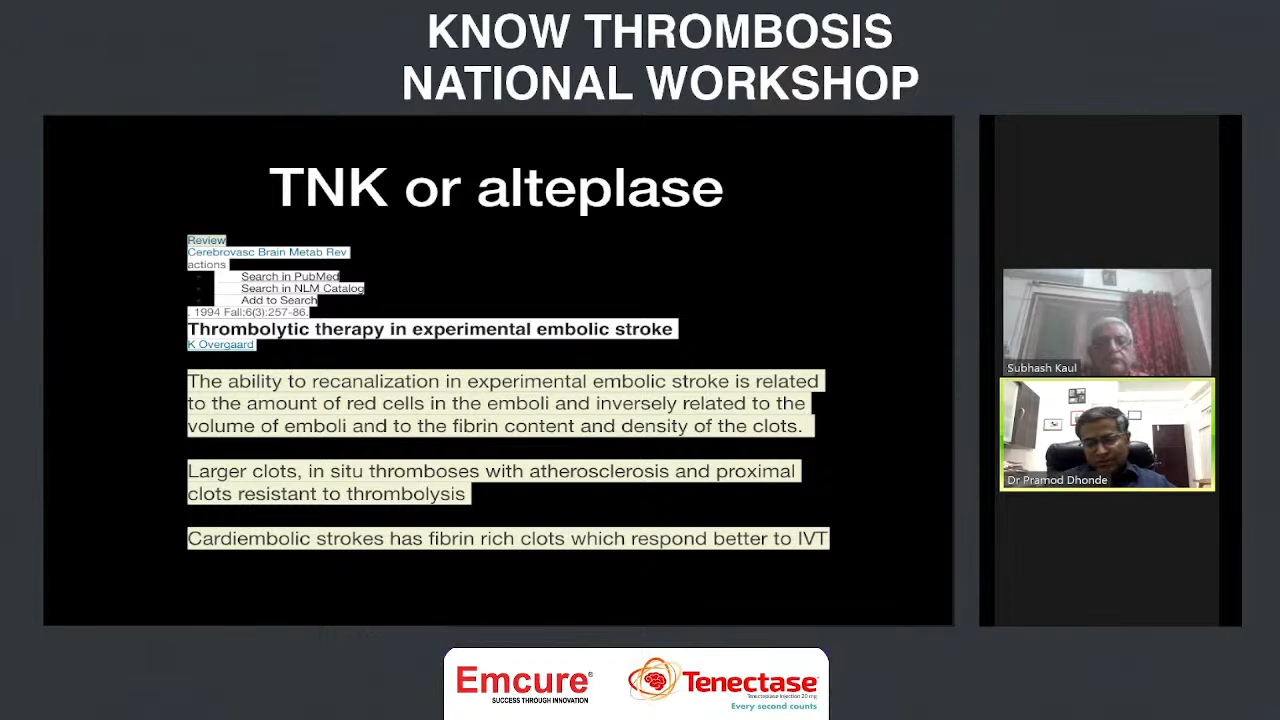 KNOW THROMBOSIS
NATIONAL WORKSHOP
TNK or alteplase
Review
Cerebrovasc Brain Metab Rev
actions
Search in PubMed
Search in NLM Catalog
Add to Search
. 1994 Fall;6(3):257-86.
Thrombolytic therapy in experimental embolic stroke
K Overgaard
The ability to recanalization in experimental embolic stroke is related
to the amount of red cells in the emboli and inversely related to the
volume of emboli and to the fibrin content and density of the clots.
Larger clots, in situ thromboses with atherosclerosis and proximal
clots resistant to thrombolysis
Cardiembolic strokes has fibrin rich clots which respond better to IVT
Subhash Kaul
Dr Pramod Dhonde
Emcure®
SUCCESS THROUGH INNOVATION
Tenectase
Tenecteplase Injection 20 mg
Every second counts